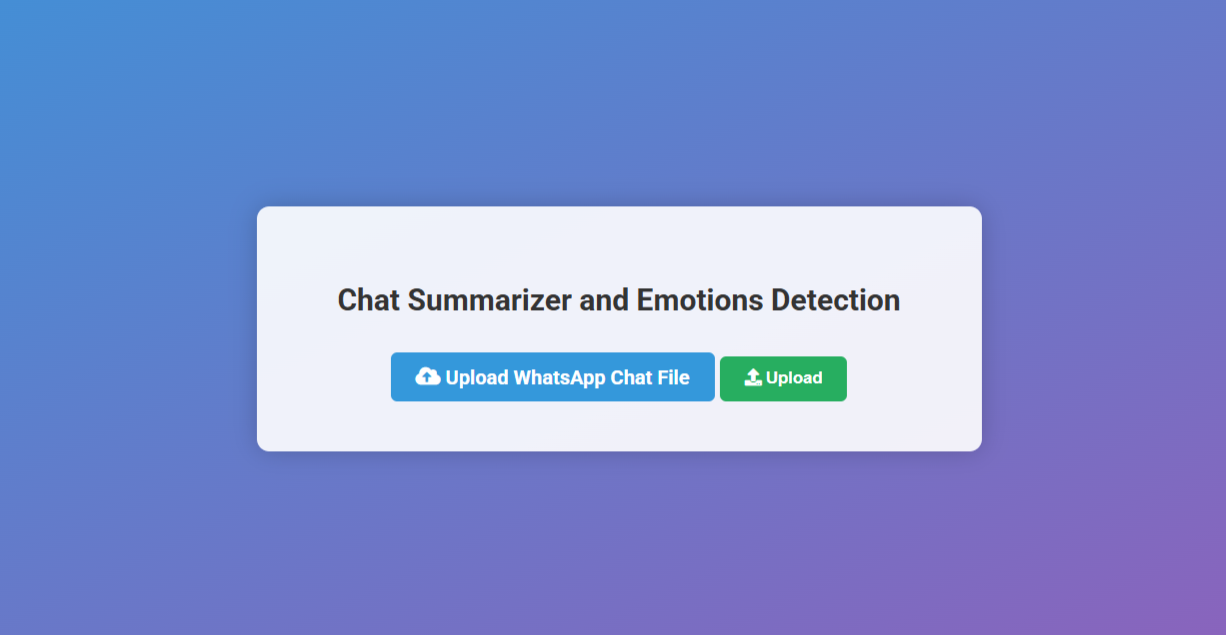 Chat Summarizer and Emotions Detection
Upload WhatsApp Chat File Upload